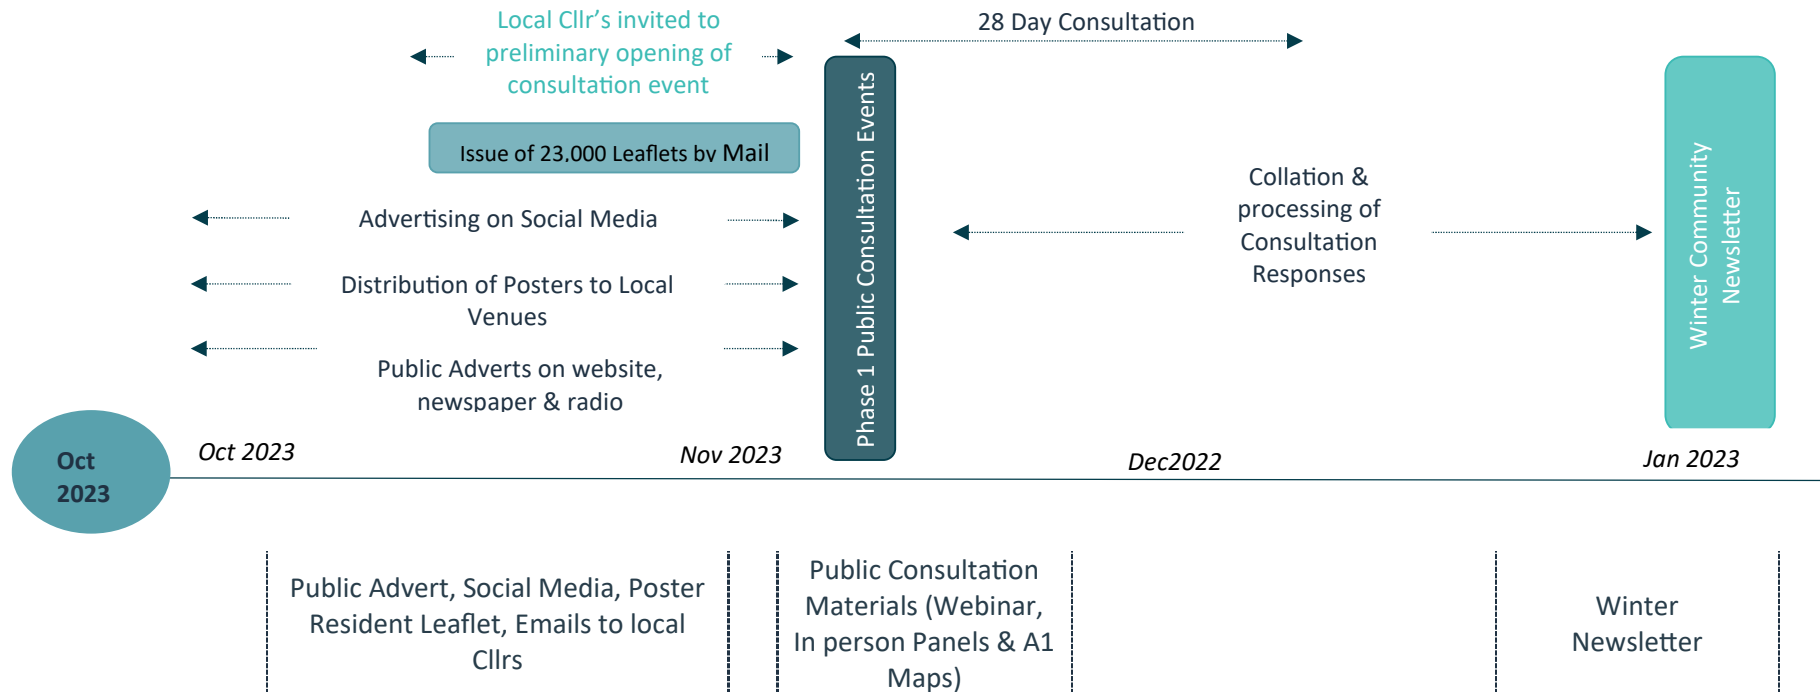 Local Cllr's invited to
preliminary opening of
consultation event
28 Day Consultation
Issue of 23,000 Leaflets by Mail
Advertising on Social Media
Distribution of Posters to Local
Venues
Public Adverts on website,
newspaper & radio
Phase 1 Public Consultation Events
Collation &
processing of
Consultation
Responses
Winter Community
Newsletter
Oct
2023
Oct 2023
Nov 2023
Dec2022
Jan 2023
Public Advert, Social Media, Poster
Resident Leaflet, Emails to local
Cllrs
Public Consultation
Materials (Webinar,
In person Panels & A1
Maps)
Winter
Newsletter